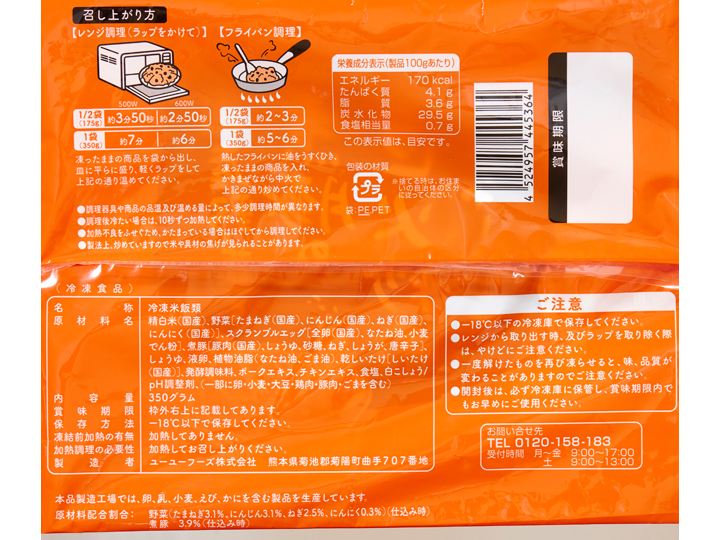 召し上がり方
【レンジ調理(ラップをかけて)】
500W 600W
1/2袋(175g) 約3分50秒 約2分50秒
1袋(350g) 約7分 約6分
凍ったままの商品を袋から出し、
皿に平らに盛り、軽くラップをして
上記の通り温めてください。
【フライパン調理】
1/2袋(175g) 約2~3分
1袋(350g) 約5~6分
熱したフライパンに油をうすくひき、
凍ったままの商品を入れ、
かきまぜながら中火で
上記の通り炒めてください。
●調理器具や商品の品温及び温める量によって、多少調理時間が異なります。
●調理後冷たい場合は、10秒ずつ加熱してください。
●加熱不良をふせぐため、かたまっている場合はほぐしてから調理してください。
●製法上、炒めていますので米や具材の焦げが見られることがあります。
栄養成分表示(製品100gあたり)
エネルギー 170 kcal
たんぱく質 4.1 g
脂質 3.6 g
炭水化物 29.5 g
食塩相当量 0.7 g
この表示値は、目安です。
包装の材質
プラ
袋:PE,PET
※捨てる時は、お住まいの自治体の区分に従ってください。
4 524957 445364
賞味期限
(冷凍食品)
名称 冷凍米飯類
原材料名 精白米(国産)、野菜〔たまねぎ(国産)、にんじん(国産)、ねぎ(国産)、
にんにく(国産)〕、スクランブルエッグ〔全卵(国産)、なたね油、小麦
でん粉〕、煮豚〔豚肉(国産)、しょうゆ、砂糖、ねぎ、しょうが、唐辛子〕、
しょうゆ、液卵、植物油脂(なたね油、ごま油)、乾しいたけ〔しいたけ
(国産)〕、発酵調味料、ポークエキス、チキンエキス、食塩、白こしょう/
pH調整剤、(一部に卵・小麦・大豆・鶏肉・豚肉・ごまを含む)
内容量 350グラム
賞味期限 枠外右上に記載してあります。
保存方法 −18℃以下で保存してください。
凍結前加熱の有無 加熱してありません。
加熱調理の必要性 加熱してお召し上がりください。
製造者 ユーユーフーズ株式会社 熊本県菊池郡菊陽町曲手707番地
ご注意
●−18℃以下の冷凍庫で保存してください。
●レンジから取り出す時、及びラップを取り除く際
は、やけどにご注意ください。
●一度解けたものを再び凍らせると、味、品質が
変わることがありますのでご注意ください。
●開封後は、必ず冷凍庫に保管し、賞味期限内で
もお早めにご使用ください。
お問い合せ先
TEL 0120-158-183
受付時間 月~金 9:00~17:00
土 9:00~13:00
本品製造工場では、卵、乳、小麦、えび、かにを含む製品を生産しています。
原材料配合割合: 野菜(たまねぎ3.1%、にんじん3.1%、ねぎ2.5%、にんにく0.3%)(仕込み時)
煮豚 3.9%(仕込み時)